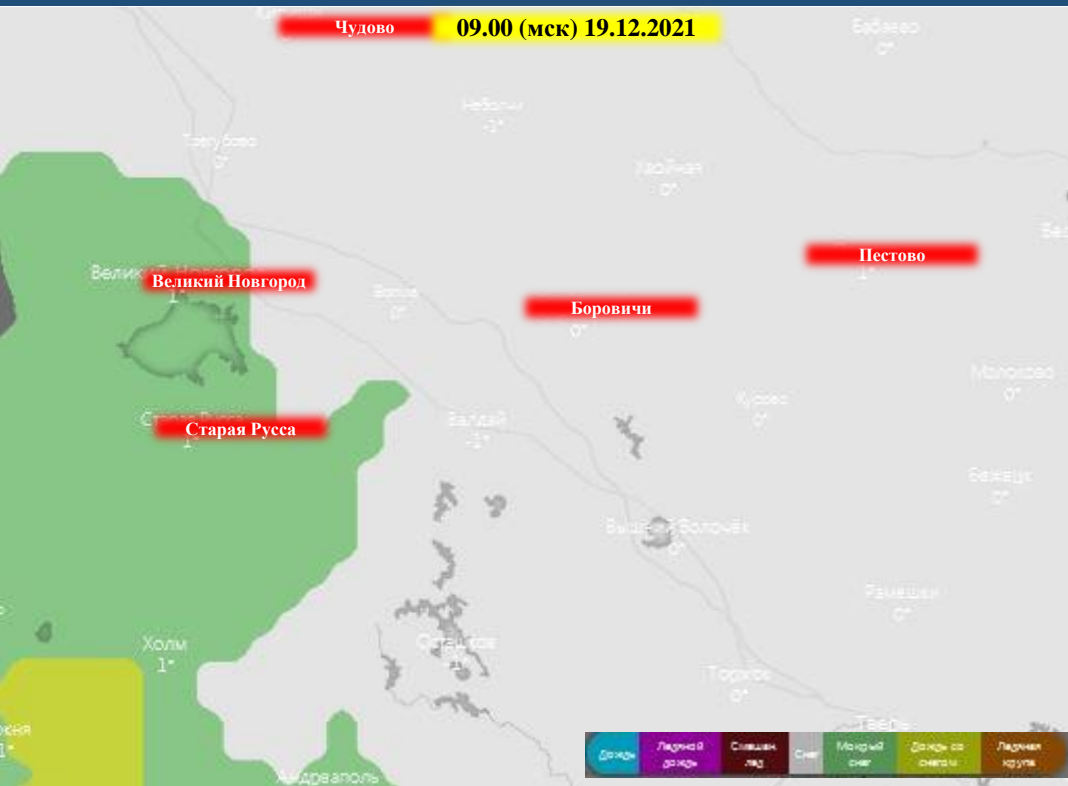 Чудово
09.00 (мск) 19.12.2021
Бабаево
0°
Неболчи
-1°
Трегубово
0°
Хвойная
0°
Пестово
1°
Великий Новгород
1°
Боровичи
0°
0°
Молоково
0°
Старая Русса
1°
Валдай
-1°
0°
Бежецк
0°
Вышний Волочёк
0°
Рамешки
0°
Холм
1°
Осташков
Торжок
0°
Тверь
Андреаполь
Дождь
Ледяной дождь
Смешан. лед
Снег
Мокрый снег
Дождь со снегом
Ледяная крупа